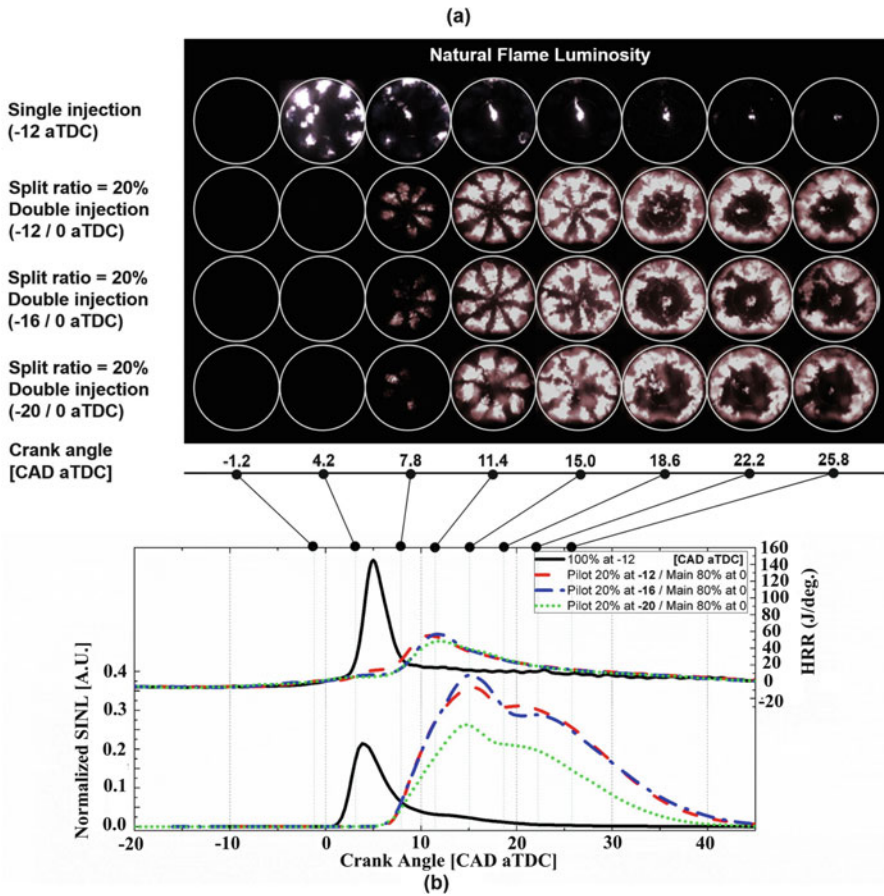 (a)
Natural Flame Luminosity
Single injection
(-12 aTDC)
Split ratio = 20%
Double injection
(-12 / 0 aTDC)
Split ratio = 20%
Double injection
(-16 / 0 aTDC)
Split ratio = 20%
Double injection
(-20 / 0 aTDC)
Crank angle
[CAD aTDC]
-1.2 4.2 7.8 11.4 15.0 18.6 22.2 25.8
100% at -12 [CAD aTDC]
Pilot 20% at -12 / Main 80% at 0
Pilot 20% at -16 / Main 80% at 0
Pilot 20% at -20 / Main 80% at 0
160
140
120
100
80
60
40
20
0
-20
HRR (J/deg.)
0.4
0.3
0.2
0.1
0.0
Normalized SINL [A.U.]
-20 -10 0 10 20 30 40
Crank Angle [CAD aTDC]
(b)